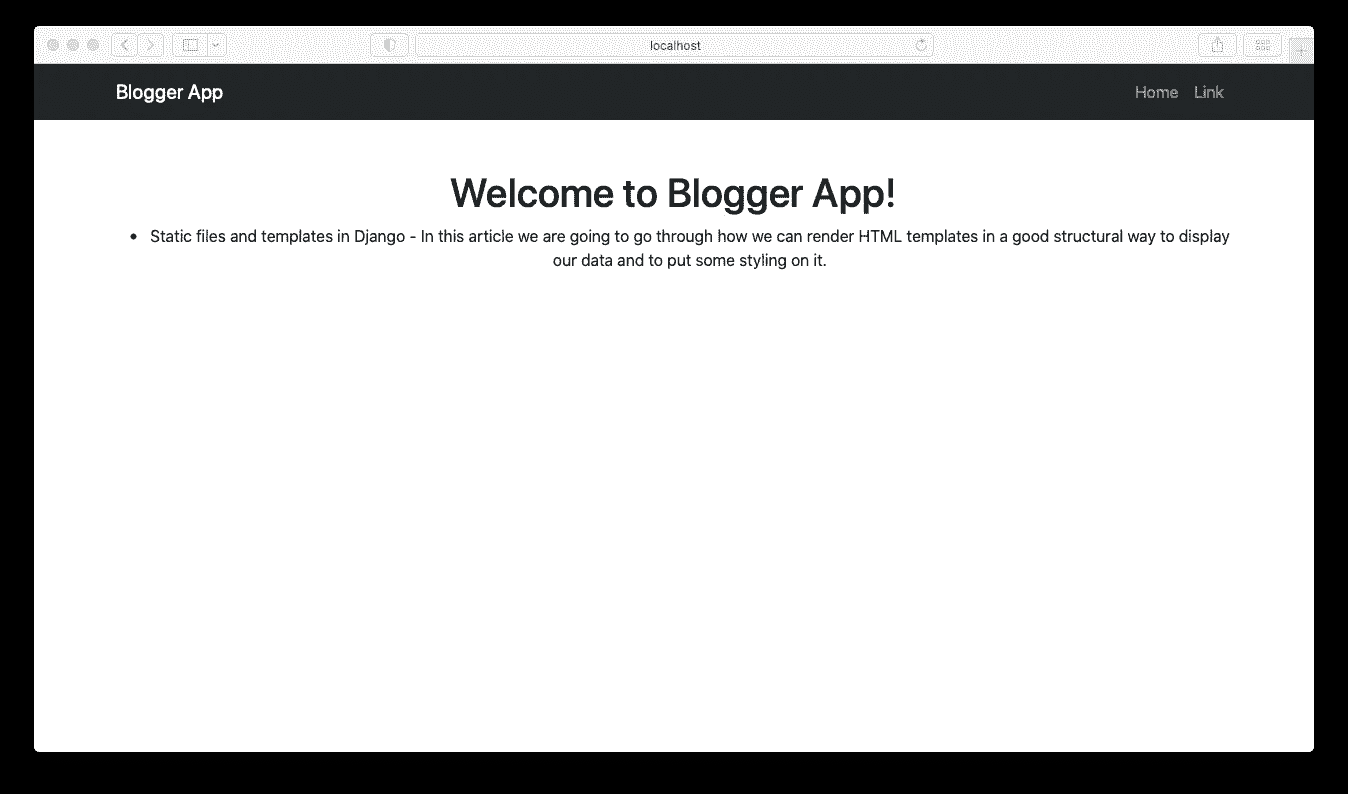 localhost
Blogger App
Home Link
Welcome to Blogger App!
• Static files and templates in Django - In this article we are going to go through how we can render HTML templates in a good structural way to display
our data and to put some styling on it.